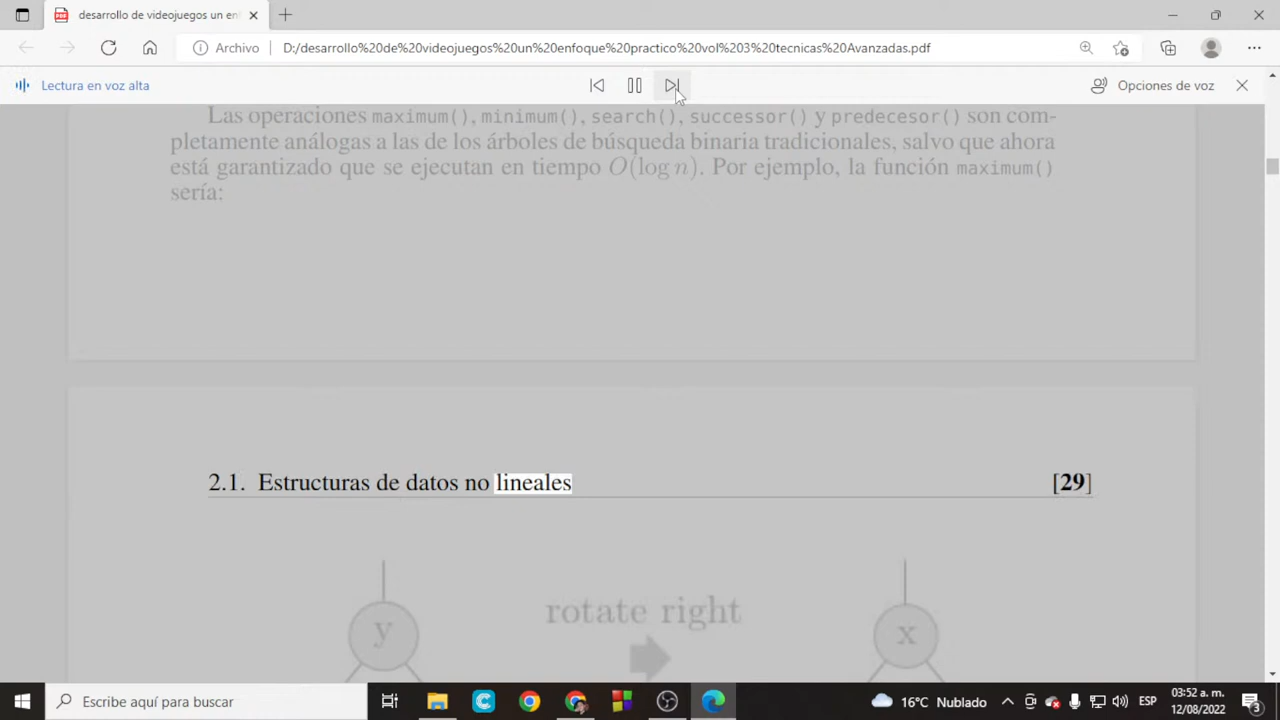 desarrollo de videojuegos un en
Archivo
D:/desarrollo%20de%20videojuegos%20un%20enfoque%20practico%20vol%203%20tecnicas%20Avanzadas.pdf
Lectura en voz alta
Opciones de voz
Las operaciones maximum(), minimum(), search(), successor() y predecesor() son com-
pletamente análogas a las de los árboles de búsqueda binaria tradicionales, salvo que ahora
está garantizado que se ejecutan en tiempo O(log n). Por ejemplo, la función maximum()
sería:
2.1. Estructuras de datos no lineales [29]
rotate right
y x
Escribe aquí para buscar
16°C Nublado
ESP
03:52 a. m.
12/08/2022
3